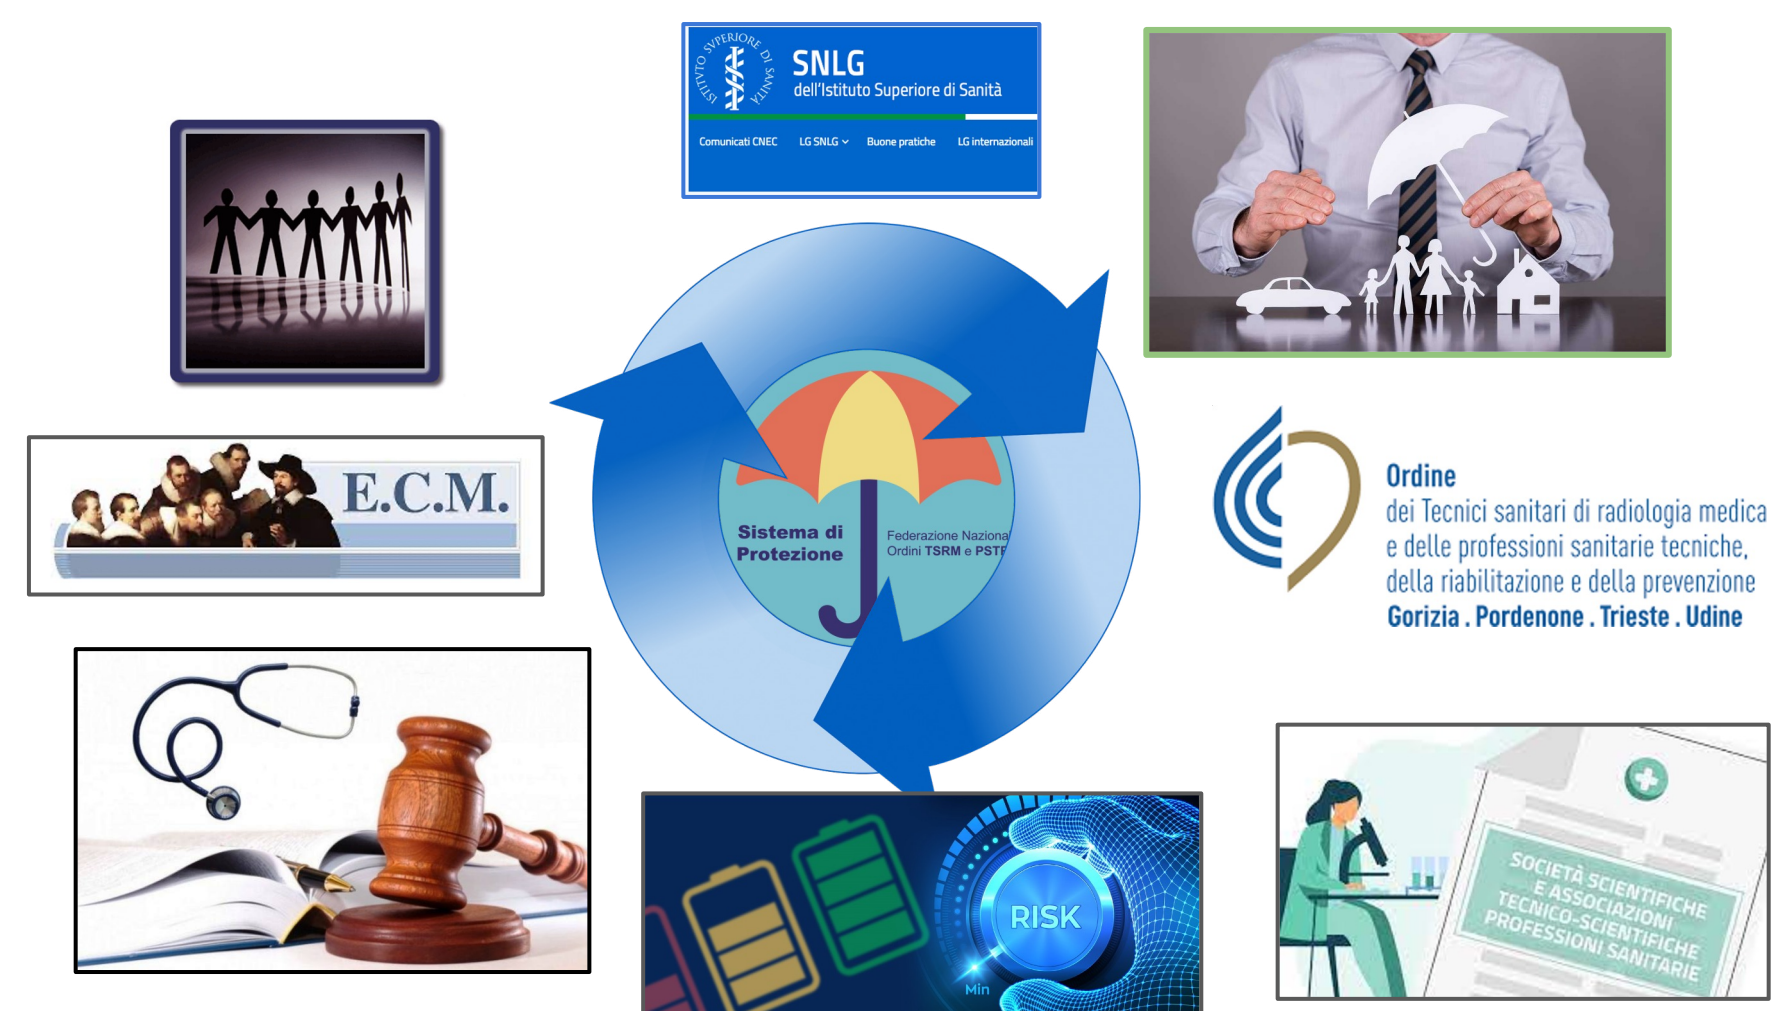 ISTITUTO SUPERIORE DI SANITÀ
SNLG
dell'Istituto Superiore di Sanità
Comunicati CNEC
LG SNLG
Buone pratiche
LG internazionali
E.C.M.
Sistema di
Protezione
Federazione Naziona
Ordini TSRM e PSTR
Ordine
dei Tecnici sanitari di radiologia medica
e delle professioni sanitarie tecniche,
della riabilitazione e della prevenzione
Gorizia . Pordenone . Trieste . Udine
RISK
Min
SOCIETÀ SCIENTIFICHE
E ASSOCIAZIONI
TECNICO-SCIENTIFICHE
PROFESSIONI SANITARIE